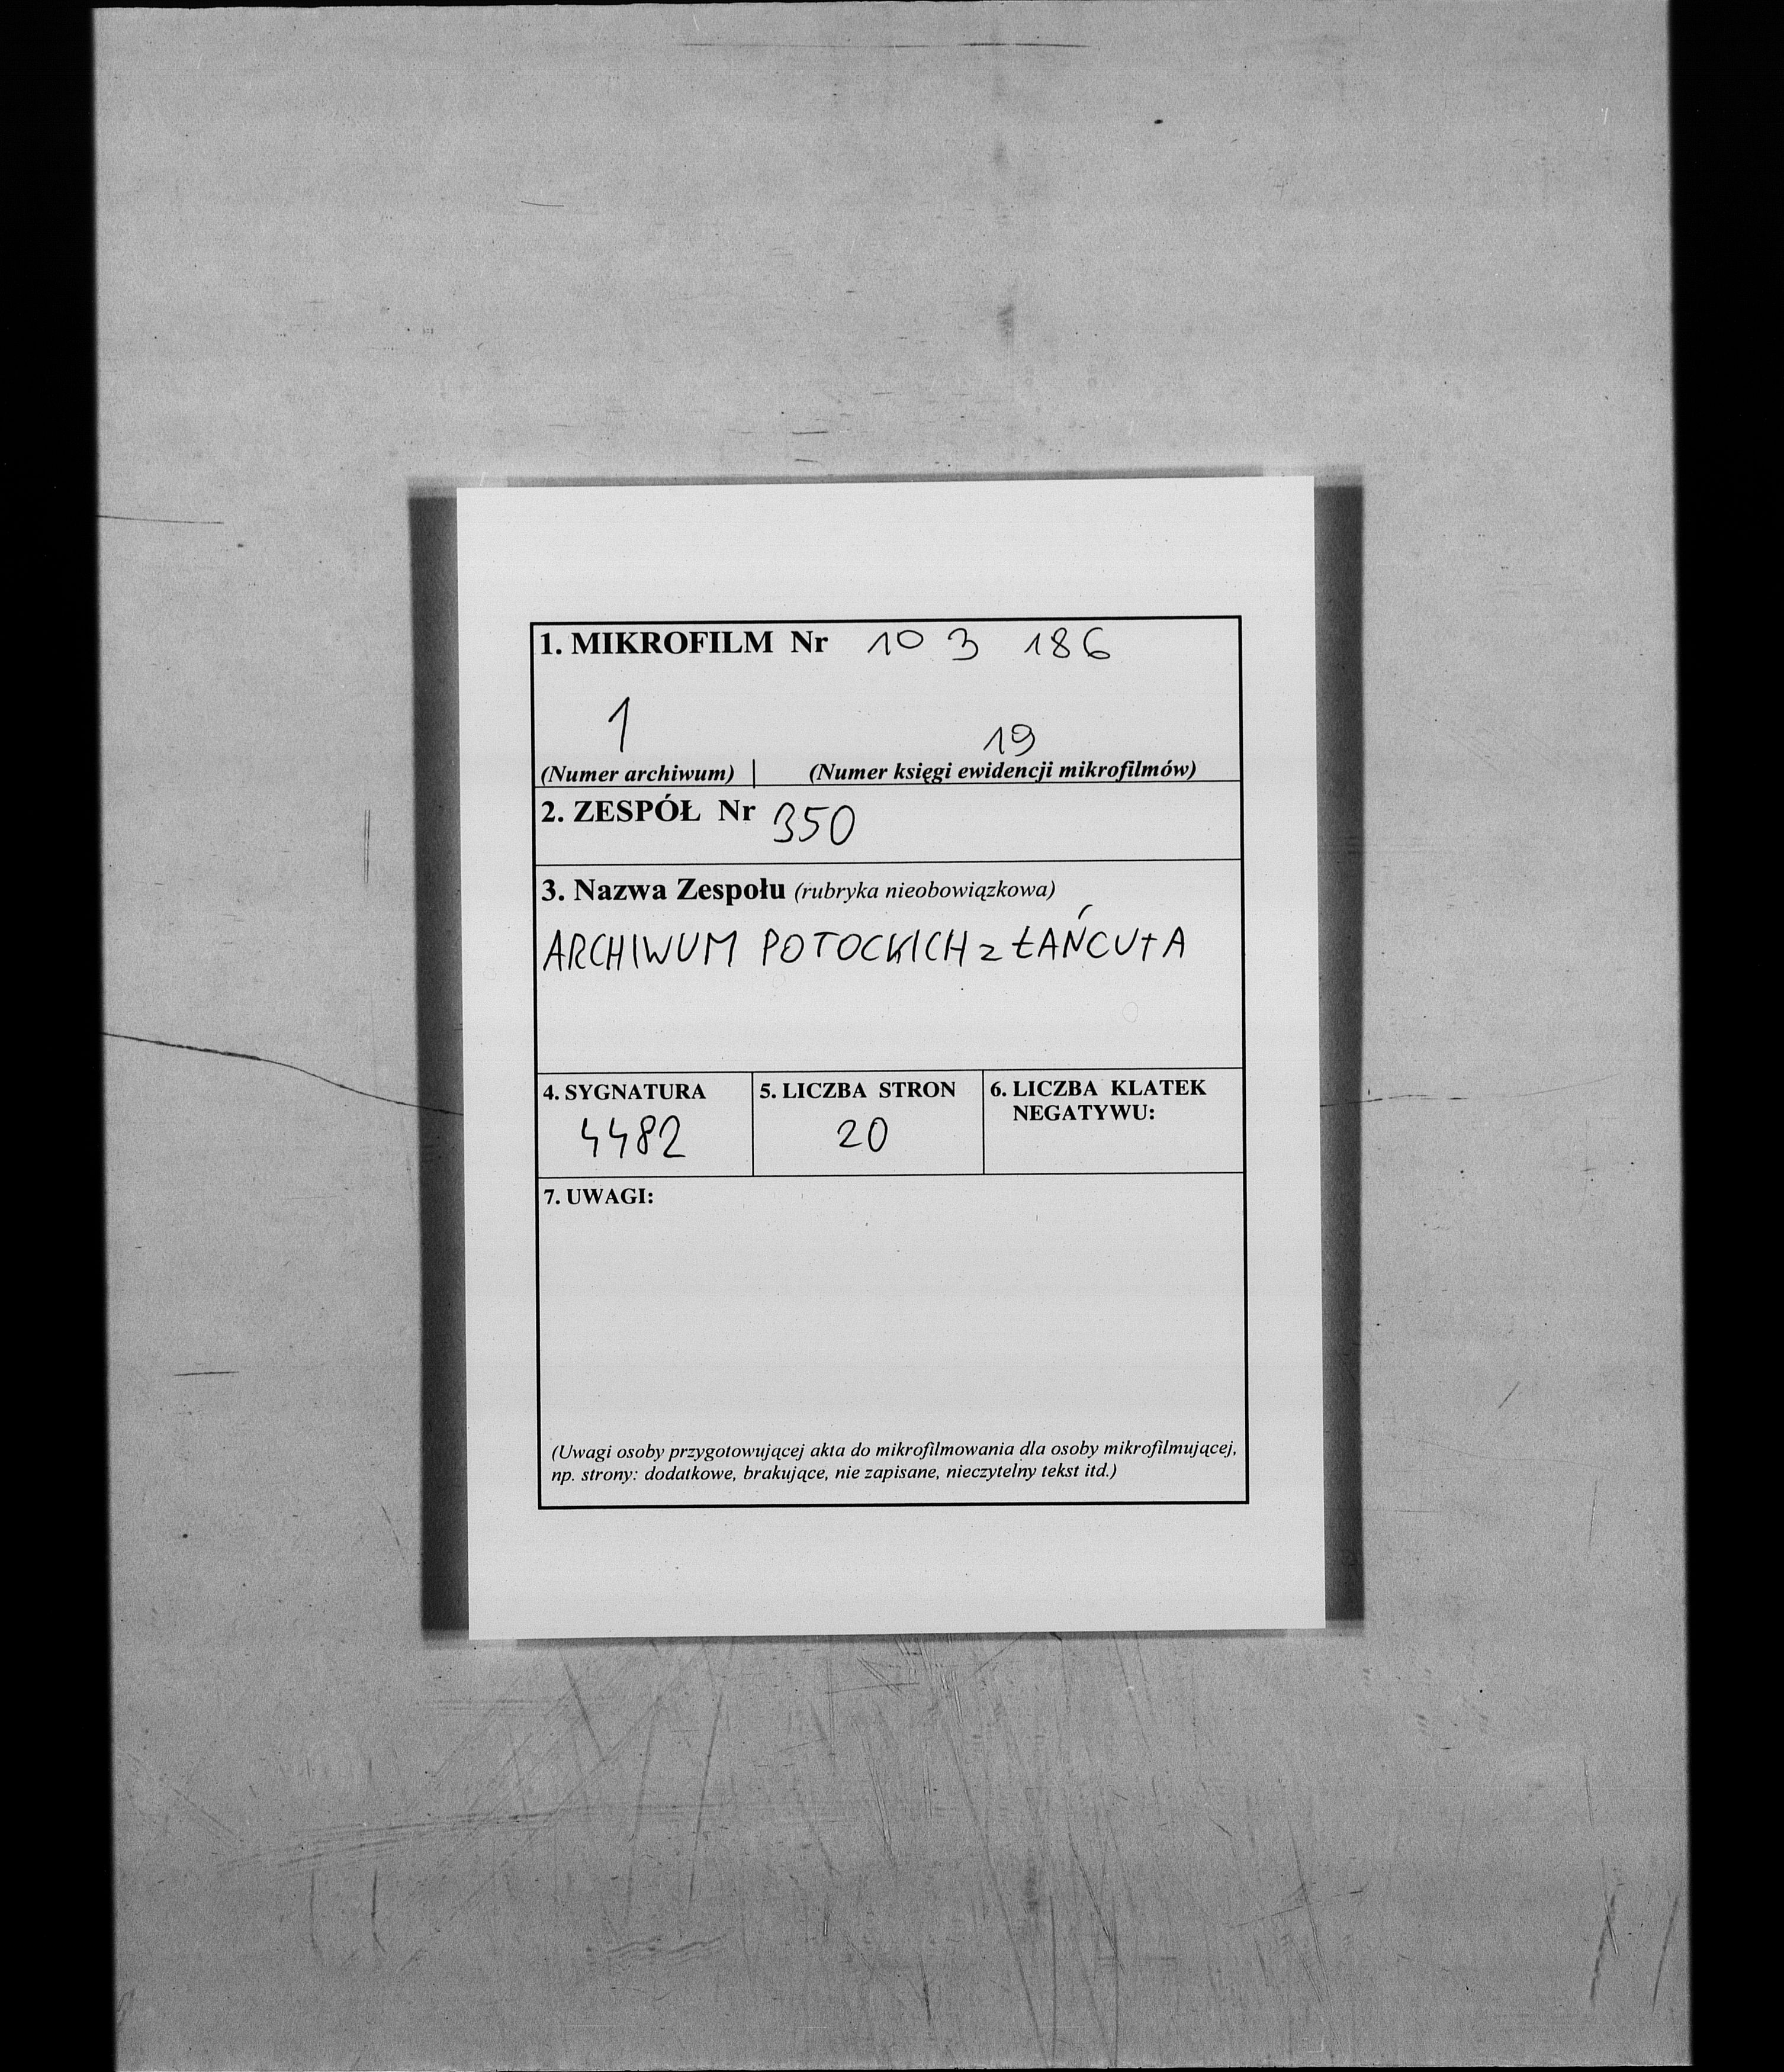 1. MIKROFILM Nr 103 186
1 19
(Numer archiwum) | (Numer księgi ewidencji mikrofilmów)
2. ZESPÓŁ Nr 350
3. Nazwa Zespołu (rubryka nieobowiązkowa)
ARCHIWUM POTOCKICH z ŁAŃCUTA
4. SYGNATURA 5. LICZBA STRON 6. LICZBA KLATEK
NEGATYWU:
4482 20
7. UWAGI:
(Uwagi osoby przygotowującej akta do mikrofilmowania dla osoby mikrofilmującej,
np. strony: dodatkowe, brakujące, nie zapisane, nieczytelny tekst itd.)